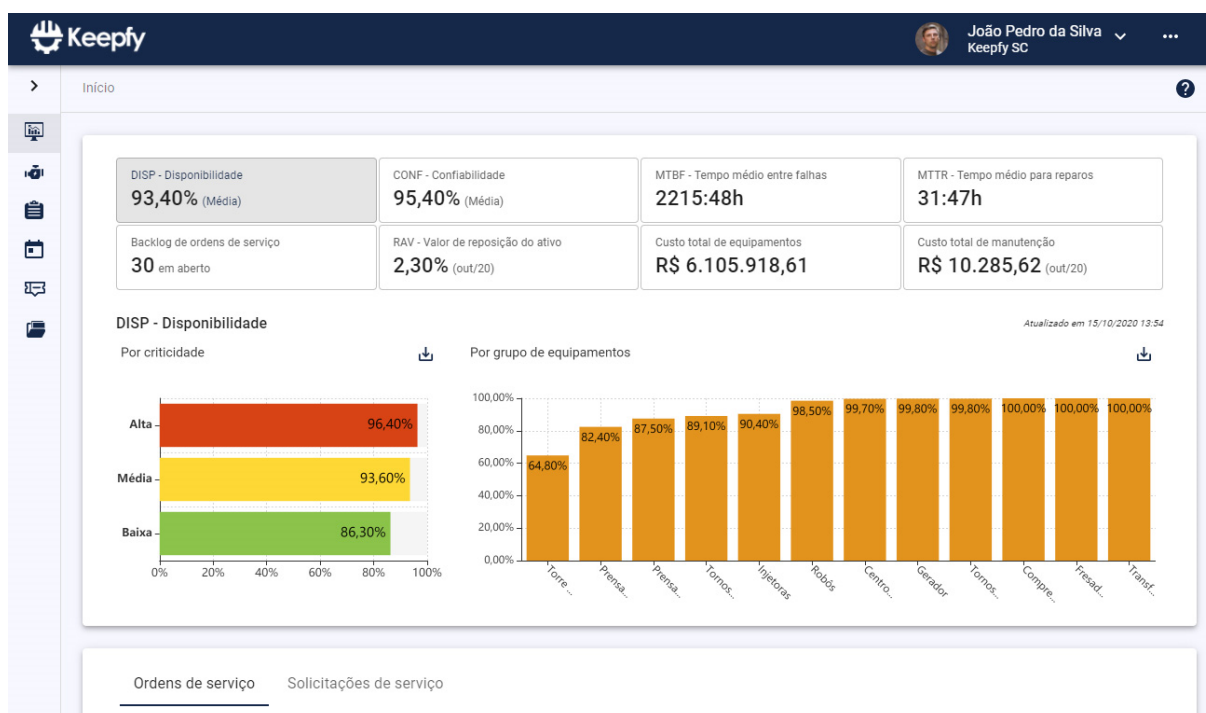 Keepfy
João Pedro da Silva
Keepfy SC
Início
DISP - Disponibilidade
93,40% (Média)
CONF - Confiabilidade
95,40% (Média)
MTBF - Tempo médio entre falhas
2215:48h
MTTR - Tempo médio para reparos
31:47h
Backlog de ordens de serviço
30 em aberto
RAV - Valor de reposição do ativo
2,30% (out/20)
Custo total de equipamentos
R$ 6.105.918,61
Custo total de manutenção
R$ 10.285,62 (out/20)
DISP - Disponibilidade
Atualizado em 15/10/2020 13:54
Por criticidade
Alta
96,40%
Média
93,60%
Baixa
86,30%
0% 20% 40% 60% 80% 100%
Por grupo de equipamentos
100,00%
80,00%
60,00%
40,00%
20,00%
0,00%
64,80% 82,40% 87,50% 89,10% 90,40% 98,50% 99,70% 99,80% 99,80% 100,00% 100,00% 100,00%
Torre ... Prensa... Prensa... Tornos... Injetoras Robôs Centro... Gerador Tornos... Compre... Fresad... Transf...
Ordens de serviço Solicitações de serviço